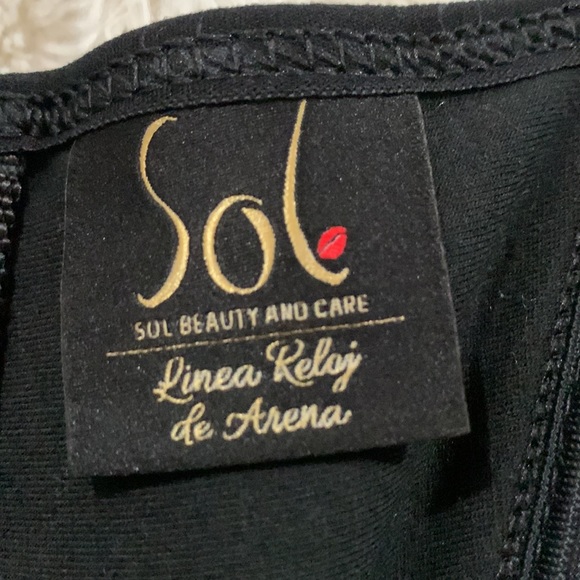 Sol
SOL BEAUTY AND CARE
Linea Reloj
de Arena